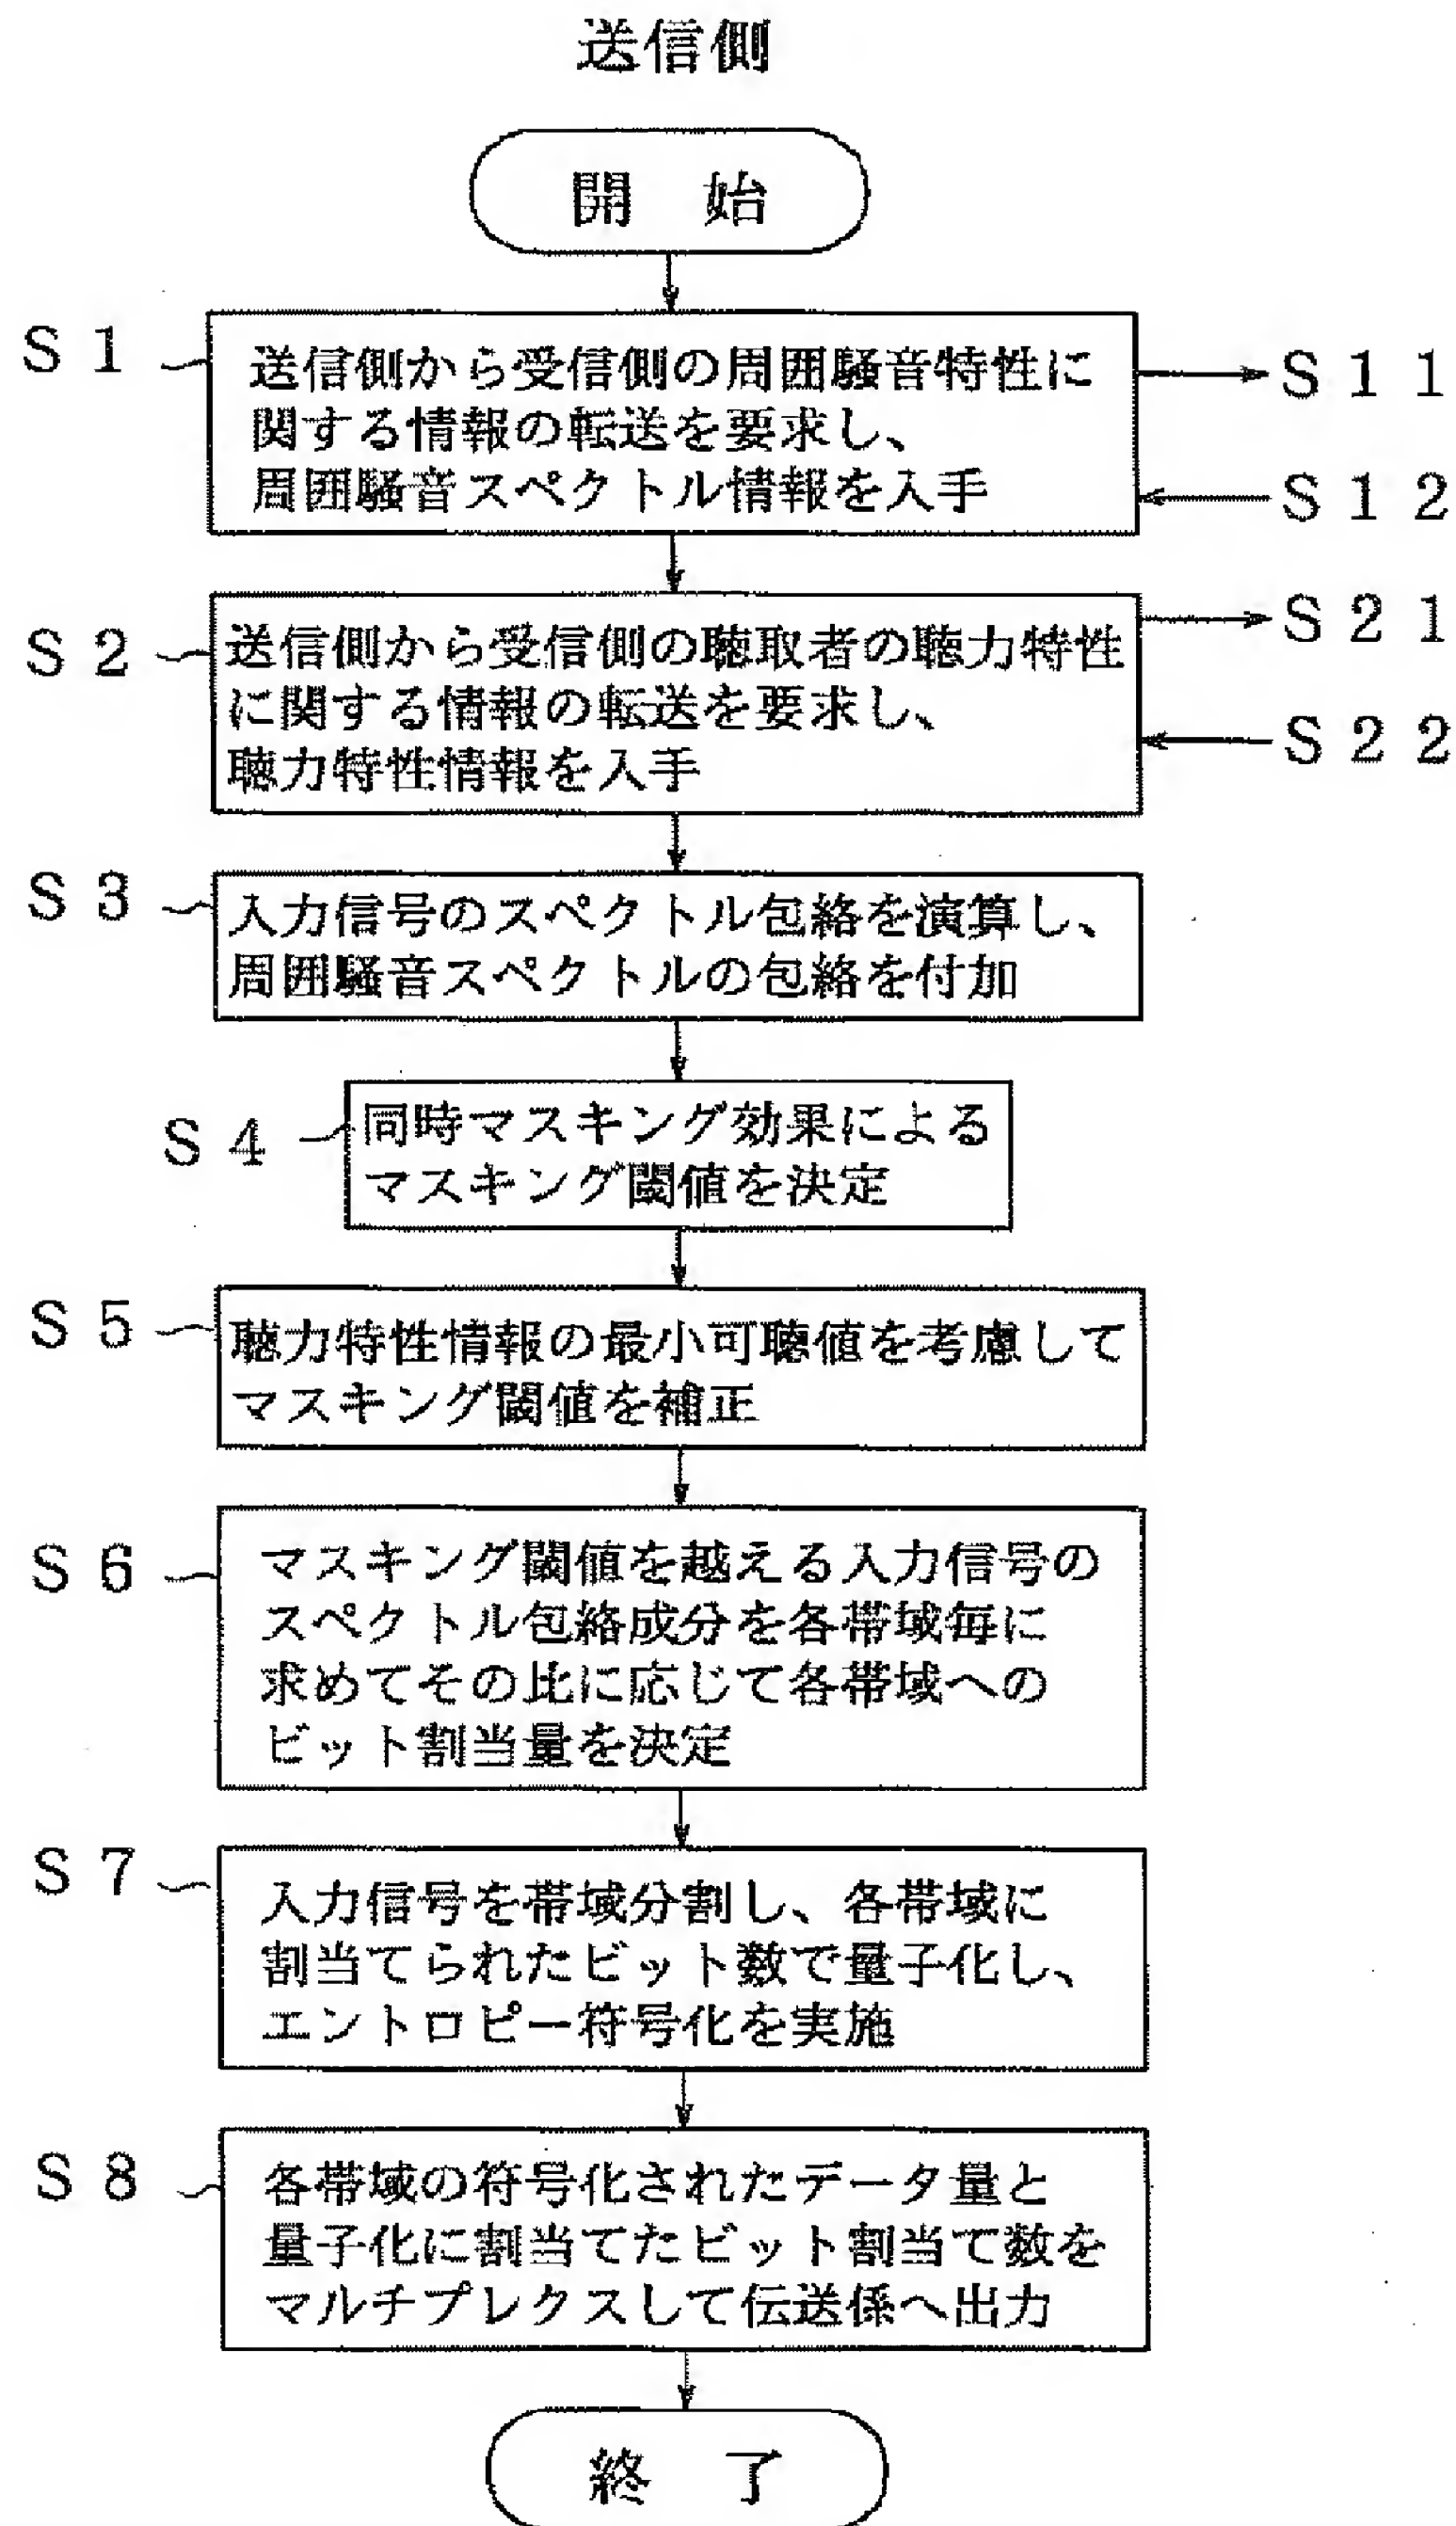 送信側
開 始
S1
送信側から受信側の周囲騒音特性に
関する情報の転送を要求し、
周囲騒音スペクトル情報を入手
S11
S12
S2
送信側から受信側の聴取者の聴力特性
に関する情報の転送を要求し、
聴力特性情報を入手
S21
S22
S3
入力信号のスペクトル包絡を演算し、
周囲騒音スペクトルの包絡を付加
S4
同時マスキング効果による
マスキング閾値を決定
S5
聴力特性情報の最小可聴値を考慮して
マスキング閾値を補正
S6
マスキング閾値を越える入力信号の
スペクトル包絡成分を各帯域毎に
求めてその比に応じて各帯域への
ビット割当量を決定
S7
入力信号を帯域分割し、各帯域に
割当てられたビット数で量子化し、
エントロピー符号化を実施
S8
各帯域の符号化されたデータ量と
量子化に割当てたビット割当て数を
マルチプレクスして伝送係へ出力
終 了